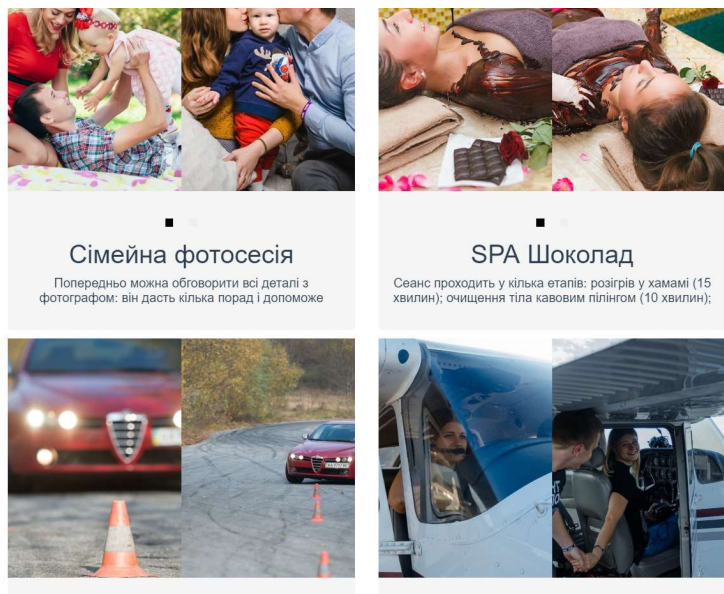 Сімейна фотосесія
Попередньо можна обговорити всі деталі з
фотографом: він дасть кілька порад і допоможе
SPA Шоколад
Сеанс проходить у кілька етапів: розігрів у хамамі (15
хвилин); очищення тіла кавовим пілінгом (10 хвилин);